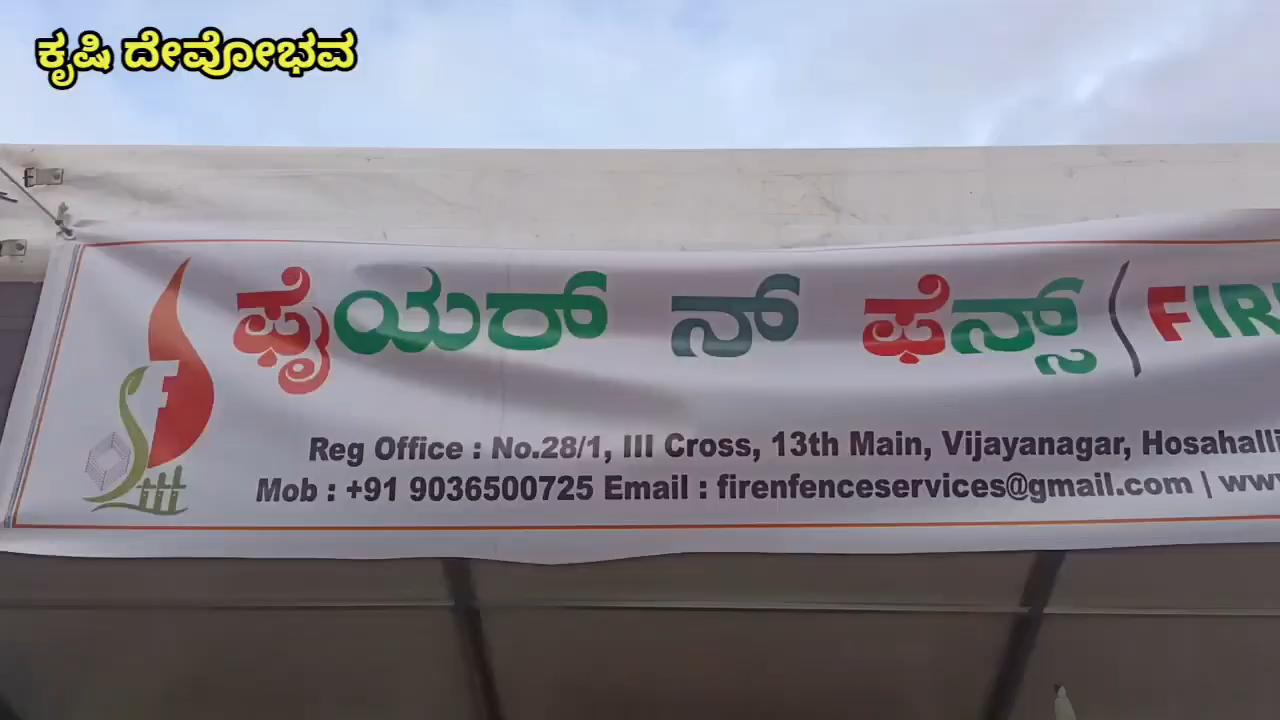 ಕೃಷಿ ದೇವೋಭವ
ಫೈಯರ್ ನ್ ಫೆನ್ಸ್ FIR
Reg Office : No.28/1, III Cross, 13th Main, Vijayanagar, Hosahalli
Mob : +91 9036500725 Email : firenfenceservices@gmail.com | www